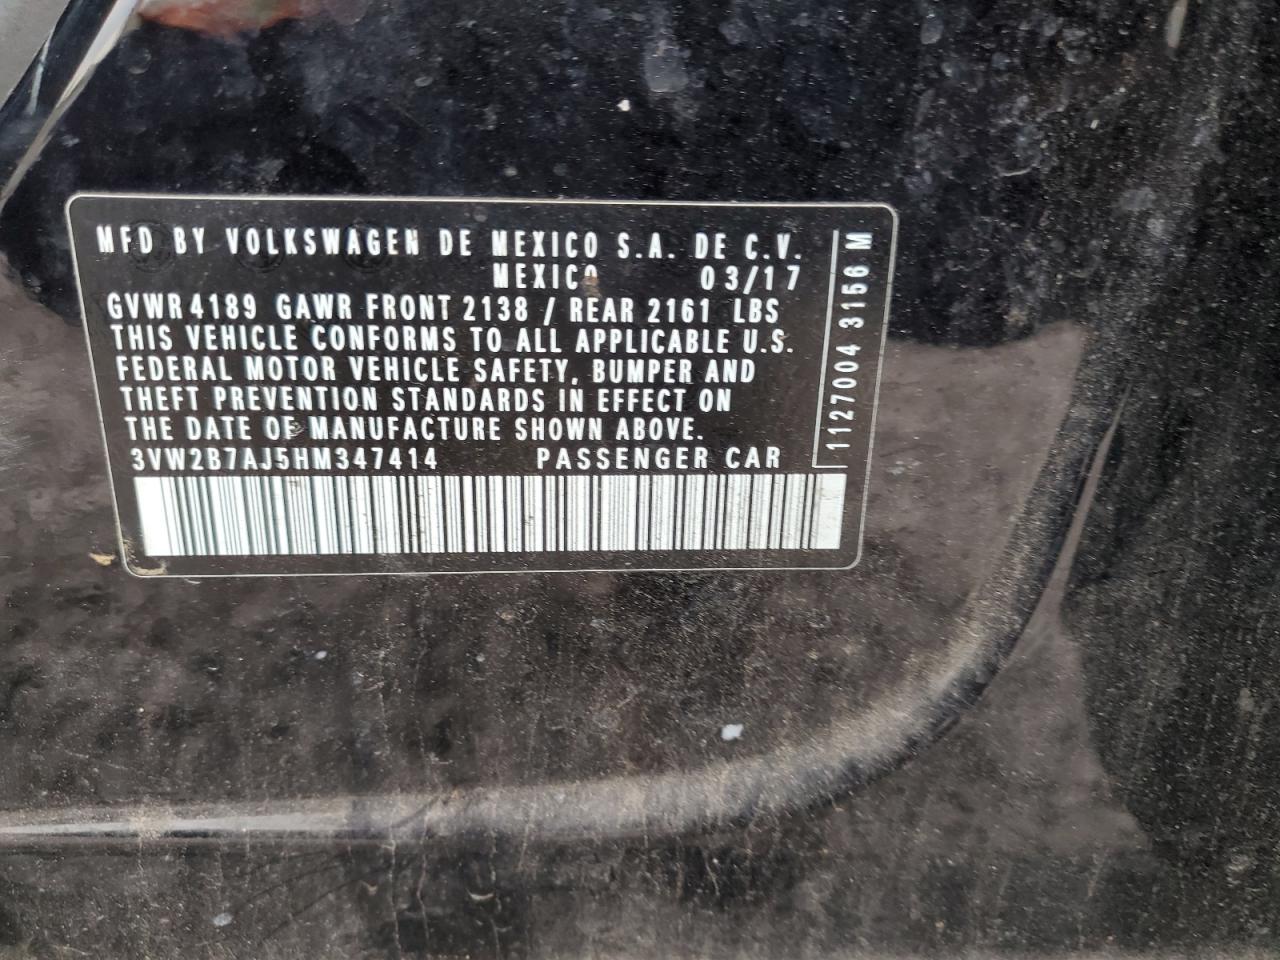 MFD BY VOLKSWAGEN DE MEXICO S.A. DE C.V.
MEXICO 03/17
GVWR 4189 GAWR FRONT 2138 / REAR 2161 LBS
THIS VEHICLE CONFORMS TO ALL APPLICABLE U.S.
FEDERAL MOTOR VEHICLE SAFETY, BUMPER AND
THEFT PREVENTION STANDARDS IN EFFECT ON
THE DATE OF MANUFACTURE SHOWN ABOVE.
3VW2B7AJ5HM347414 PASSENGER CAR
1127004 3156 M